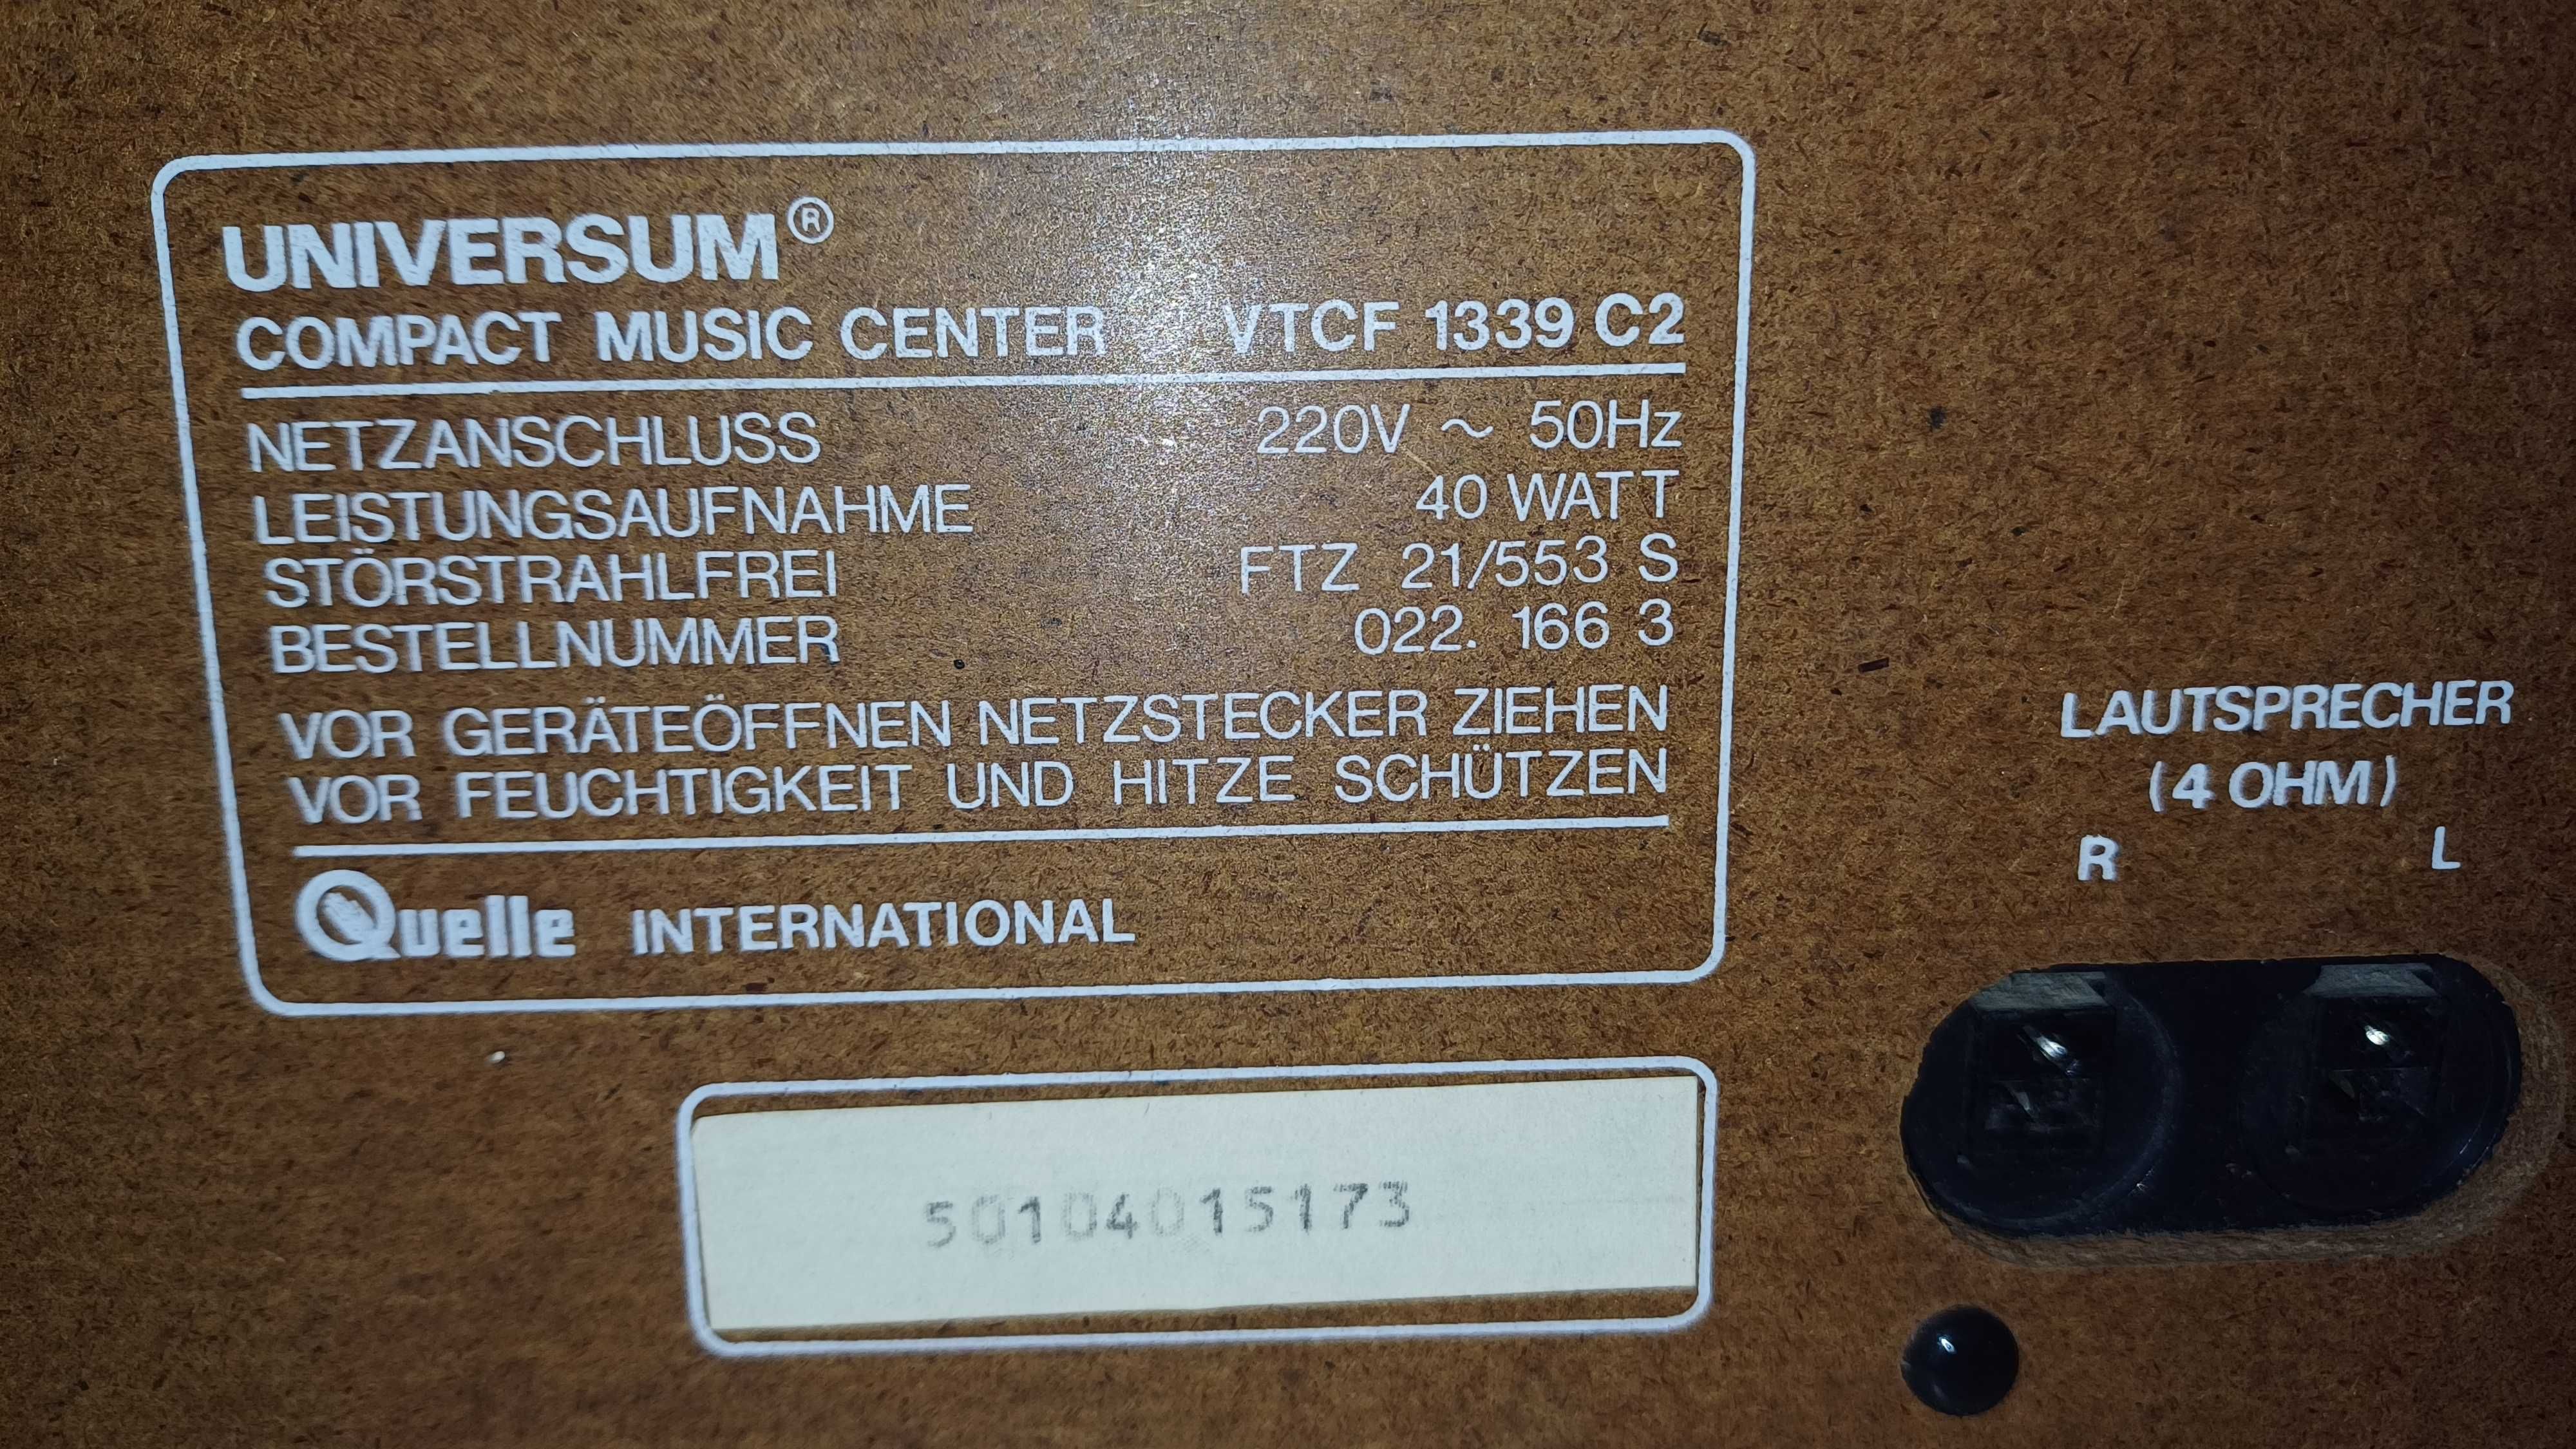 UNIVERSUM®
COMPACT MUSIC CENTER VTCF 1339 C2
NETZANSCHLUSS 220V ~ 50Hz
LEISTUNGSAUFNAHME 40 WATT
STÖRSTRAHLFREI FTZ 21/553 S
BESTELLNUMMER 022. 166 3
VOR GERÄTEÖFFNEN NETZSTECKER ZIEHEN
VOR FEUCHTIGKEIT UND HITZE SCHÜTZEN
Quelle INTERNATIONAL
50104015173
LAUTSPRECHER
(4 OHM)
R L